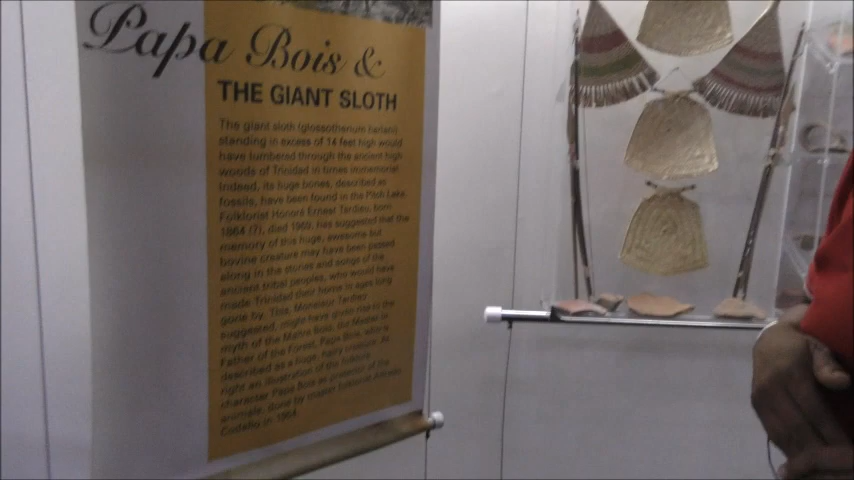 Papa Bois &
THE GIANT SLOTH
The giant sloth (glossotherium harlani)
standing in excess of 14 feet high would
have lumbered through the ancient high
woods of Trinidad in times immemorial.
Indeed, its huge bones, described as
fossils, have been found in the Pitch Lake.
Folklorist Honoré Ernest Tardieu, born
1864 (?), died 1960, has suggested that the
memory of this huge, awesome but
bovine creature may have been passed
along in the stories and songs of the
ancient tribal peoples, who would have
made Trinidad their home in ages long
gone by. This, Monsieur Tardieu
suggested, might have given rise to the
myth of the Maître Bois, the Master or
Father of the Forest, Papa Bois, who is
described as a huge, hairy creature. At
right an illustration of the folklore
character Papa Bois as protector of the
animals, done by master folklorist Alfredo
Codallo in 1964.